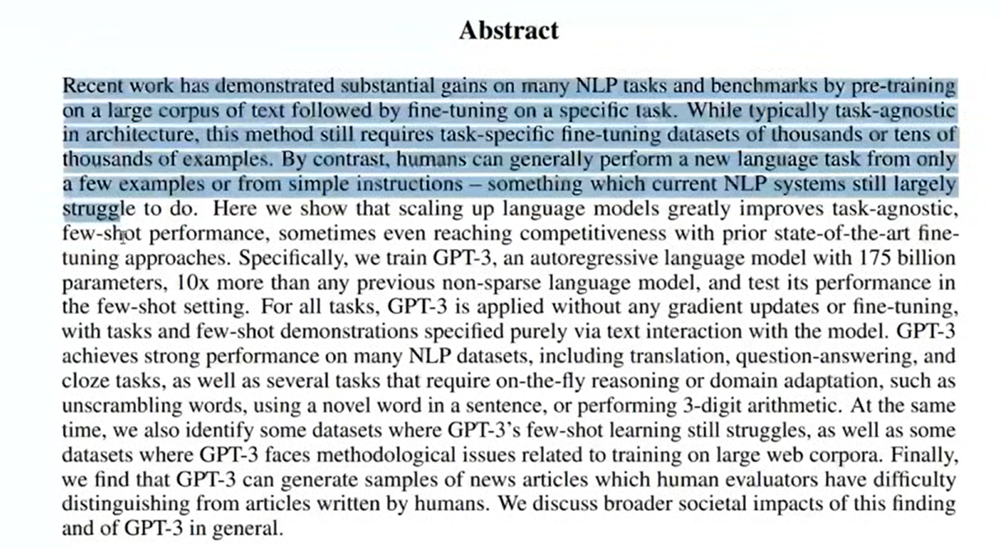 Abstract
Recent work has demonstrated substantial gains on many NLP tasks and benchmarks by pre-training
on a large corpus of text followed by fine-tuning on a specific task. While typically task-agnostic
in architecture, this method still requires task-specific fine-tuning datasets of thousands or tens of
thousands of examples. By contrast, humans can generally perform a new language task from only
a few examples or from simple instructions – something which current NLP systems still largely
struggle to do. Here we show that scaling up language models greatly improves task-agnostic,
few-shot performance, sometimes even reaching competitiveness with prior state-of-the-art fine-
tuning approaches. Specifically, we train GPT-3, an autoregressive language model with 175 billion
parameters, 10x more than any previous non-sparse language model, and test its performance in
the few-shot setting. For all tasks, GPT-3 is applied without any gradient updates or fine-tuning,
with tasks and few-shot demonstrations specified purely via text interaction with the model. GPT-3
achieves strong performance on many NLP datasets, including translation, question-answering, and
cloze tasks, as well as several tasks that require on-the-fly reasoning or domain adaptation, such as
unscrambling words, using a novel word in a sentence, or performing 3-digit arithmetic. At the same
time, we also identify some datasets where GPT-3's few-shot learning still struggles, as well as some
datasets where GPT-3 faces methodological issues related to training on large web corpora. Finally,
we find that GPT-3 can generate samples of news articles which human evaluators have difficulty
distinguishing from articles written by humans. We discuss broader societal impacts of this finding
and of GPT-3 in general.